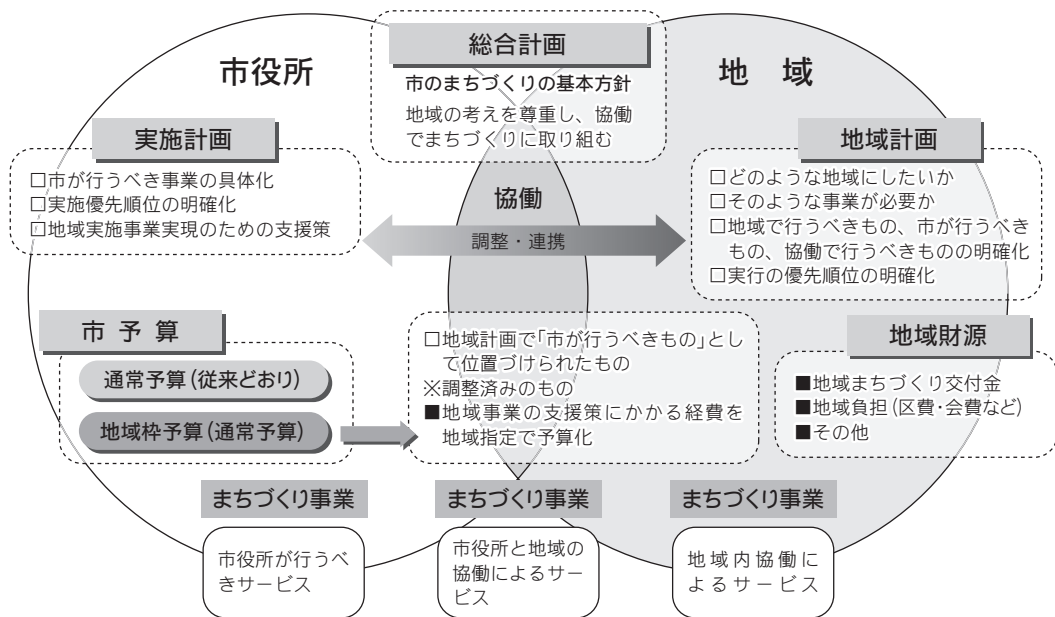 総合計画
市のまちづくりの基本方針
地域の考えを尊重し、協働
でまちづくりに取り組む
市役所
地　域
実施計画
□市が行うべき事業の具体化
□実施優先順位の明確化
□地域実施事業実現のための支援策
協働
調整・連携
地域計画
□どのような地域にしたいか
□そのような事業が必要か
□地域で行うべきもの、市が行うべき
もの、協働で行うべきものの明確化
□実行の優先順位の明確化
市 予 算
通常予算（従来どおり）
地域枠予算（通常予算）
□地域計画で「市が行うべきもの」とし
て位置づけられたもの
※調整済みのもの
■地域事業の支援策にかかる経費を
地域指定で予算化
地域財源
■地域まちづくり交付金
■地域負担（区費・会費など）
■その他
まちづくり事業
市役所が行うべ
きサービス
まちづくり事業
市役所と地域の
協働によるサー
ビス
まちづくり事業
地域内協働に
よるサービス